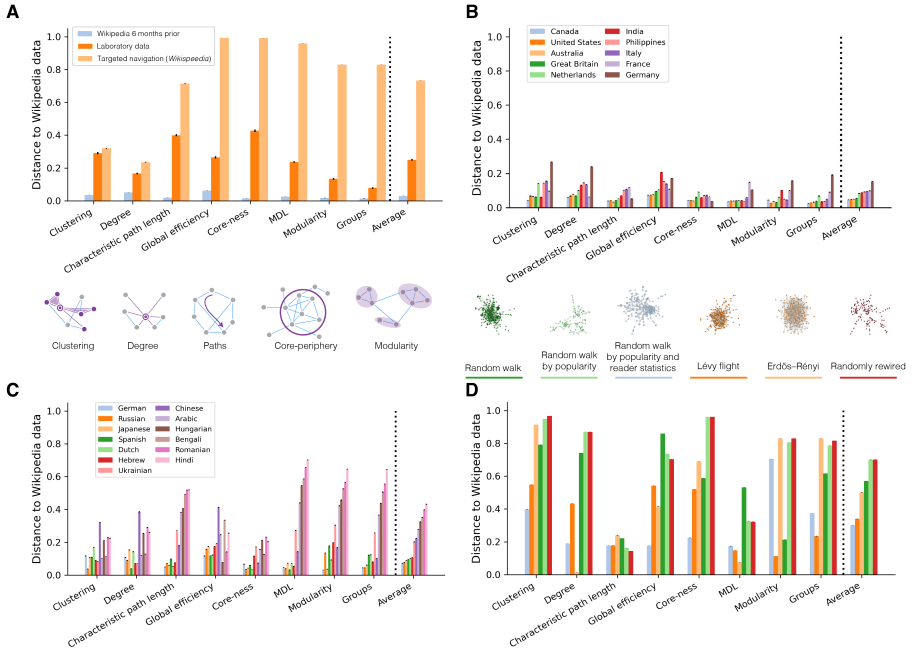 A
Distance to Wikipedia data
1.0
0.8
0.6
0.4
0.2
0.0
Wikipedia 6 months prior
Laboratory data
Targeted navigation (Wikispeedia)
Clustering
Degree
Characteristic path length
Global efficiency
Core-ness
MDL
Modularity
Groups
Average
B
Distance to Wikipedia data
1.0
0.8
0.6
0.4
0.2
0.0
Canada
United States
Australia
Great Britain
Netherlands
India
Philippines
Italy
France
Germany
Clustering
Degree
Characteristic path length
Global efficiency
Core-ness
MDL
Modularity
Groups
Average
Clustering
Degree
Paths
Core-periphery
Modularity
Random walk
Random walk
by popularity
Random walk
by popularity and
reader statistics
Lévy flight
Erdős–Rényi
Randomly rewired
C
Distance to Wikipedia data
1.0
0.8
0.6
0.4
0.2
0.0
German
Russian
Japanese
Spanish
Dutch
Hebrew
Ukrainian
Chinese
Arabic
Hungarian
Bengali
Romanian
Hindi
Clustering
Degree
Characteristic path length
Global efficiency
Core-ness
MDL
Modularity
Groups
Average
D
Distance to Wikipedia data
1.0
0.8
0.6
0.4
0.2
0.0
Clustering
Degree
Characteristic path length
Global efficiency
Core-ness
MDL
Modularity
Groups
Average